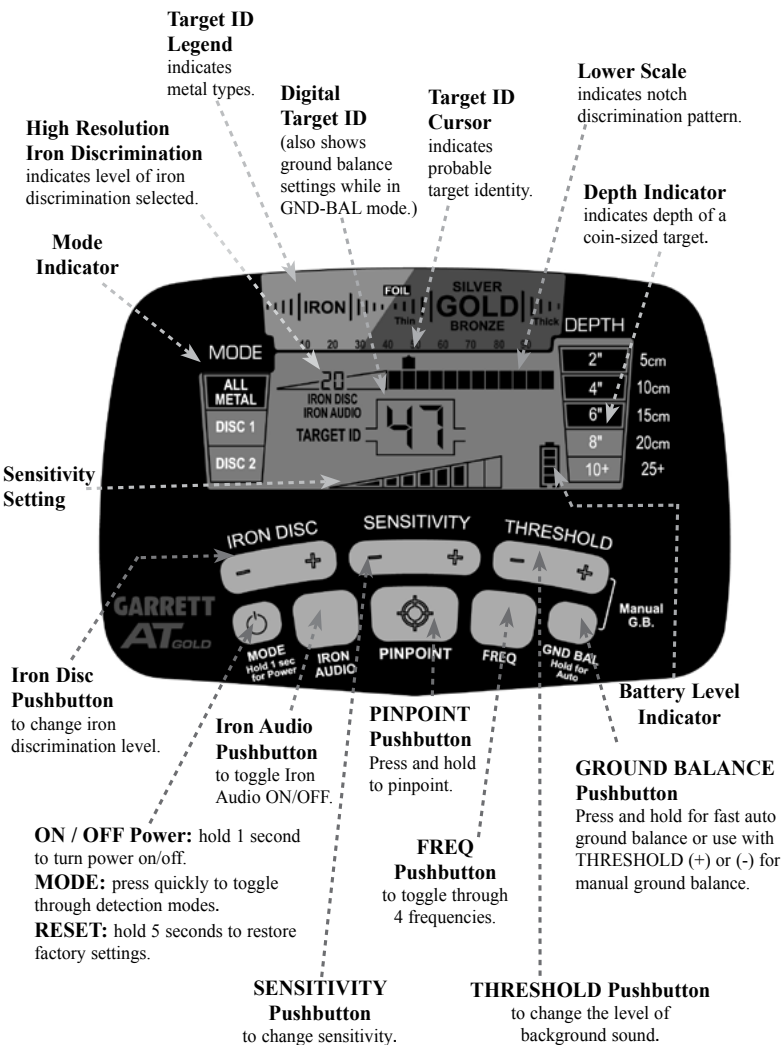 Target ID
Legend
indicates
metal types.
Digital
Target ID
(also shows
ground balance
settings while in
GND-BAL mode.)
Target ID
Cursor
indicates
probable
target identity.
Lower Scale
indicates notch
discrimination pattern.
High Resolution
Iron Discrimination
indicates level of iron
discrimination selected.
Depth Indicator
indicates depth of a
coin-sized target.
Mode
Indicator
IRON
FOIL
Thin
SILVER
GOLD
BRONZE
Thick
10 20 30 40 50 60 70 80 90
MODE
ALL
METAL
DISC 1
DISC 2
20
IRON DISC
IRON AUDIO
TARGET ID
47
DEPTH
2" 5cm
4" 10cm
6" 15cm
8" 20cm
10+ 25+
Sensitivity
Setting
IRON DISC
- +
SENSITIVITY
- +
THRESHOLD
- +
GARRETT
AT GOLD
MODE
Hold 1 sec
for Power
IRON
AUDIO
PINPOINT
FREQ
GND BAL
Hold for
Auto
Manual
G.B.
Iron Disc
Pushbutton
to change iron
discrimination level.
Iron Audio
Pushbutton
to toggle Iron
Audio ON/OFF.
PINPOINT
Pushbutton
Press and hold
to pinpoint.
Battery Level
Indicator
GROUND BALANCE
Pushbutton
Press and hold for fast auto
ground balance or use with
THRESHOLD (+) or (-) for
manual ground balance.
ON / OFF Power: hold 1 second
to turn power on/off.
MODE: press quickly to toggle
through detection modes.
RESET: hold 5 seconds to restore
factory settings.
FREQ
Pushbutton
to toggle through
4 frequencies.
SENSITIVITY
Pushbutton
to change sensitivity.
THRESHOLD Pushbutton
to change the level of
background sound.